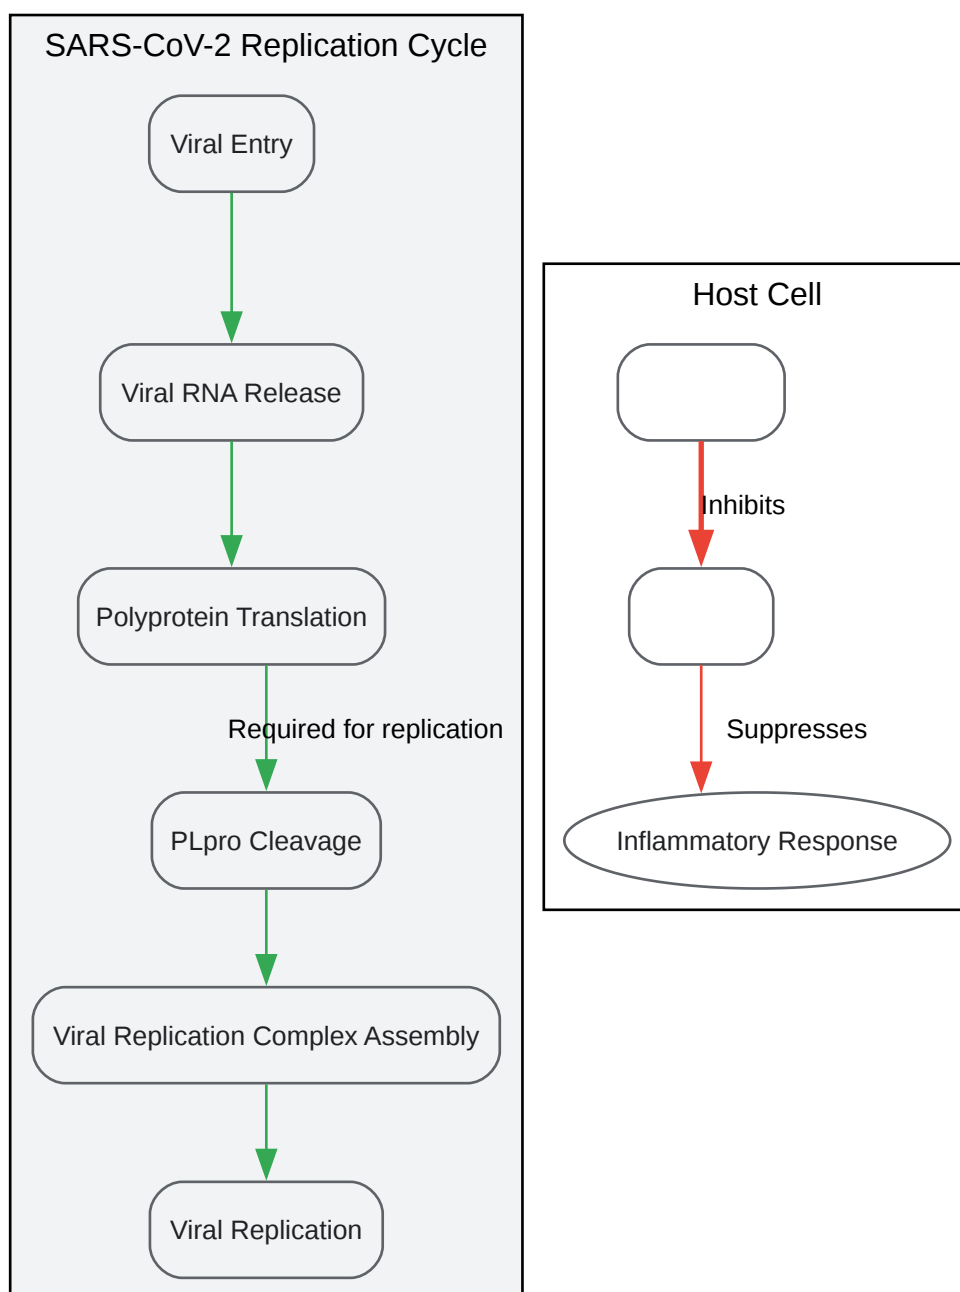 SARS-CoV-2 Replication Cycle
Viral Entry
Viral RNA Release
Polyprotein Translation
Required for replication
PLpro Cleavage
Viral Replication Complex Assembly
Viral Replication
Host Cell
Inhibits
Suppresses
Inflammatory Response